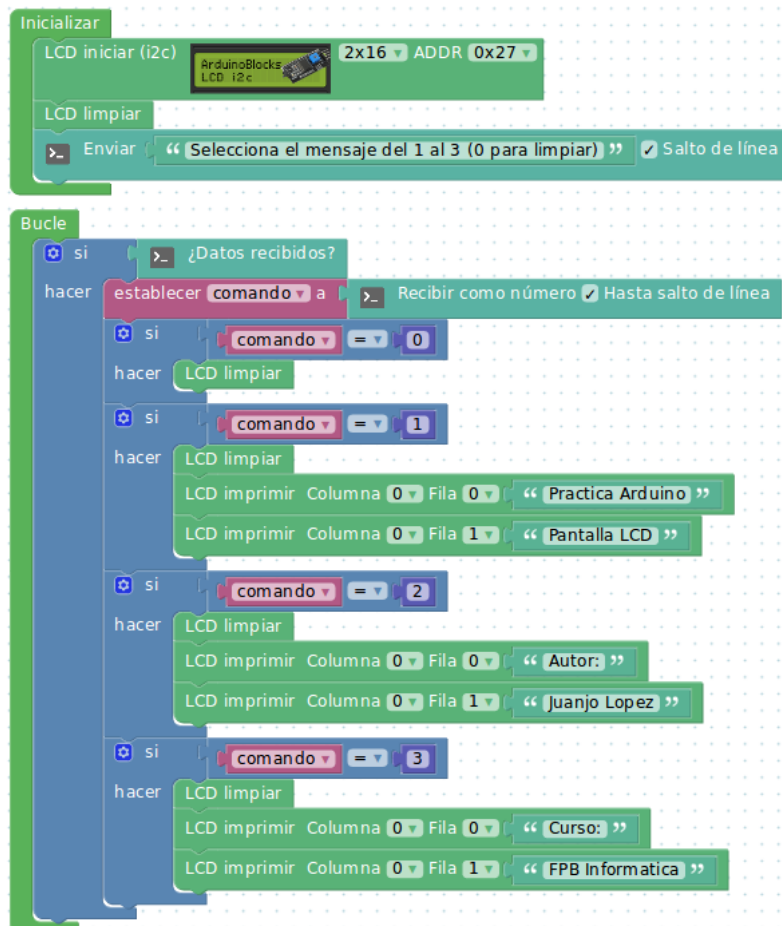 Inicializar
LCD iniciar (i2c) ArduinoBlocks LCD i2c 2x16 ADDR 0x27
LCD limpiar
>_ Enviar “ Selecciona el mensaje del 1 al 3 (0 para limpiar) ” Salto de línea
Bucle
si >_ ¿Datos recibidos?
hacer establecer comando a >_ Recibir como número Hasta salto de línea
si comando = 0
hacer LCD limpiar
si comando = 1
hacer LCD limpiar
LCD imprimir Columna 0 Fila 0 “ Practica Arduino ”
LCD imprimir Columna 0 Fila 1 “ Pantalla LCD ”
si comando = 2
hacer LCD limpiar
LCD imprimir Columna 0 Fila 0 “ Autor: ”
LCD imprimir Columna 0 Fila 1 “ Juanjo Lopez ”
si comando = 3
hacer LCD limpiar
LCD imprimir Columna 0 Fila 0 “ Curso: ”
LCD imprimir Columna 0 Fila 1 “ FPB Informatica ”